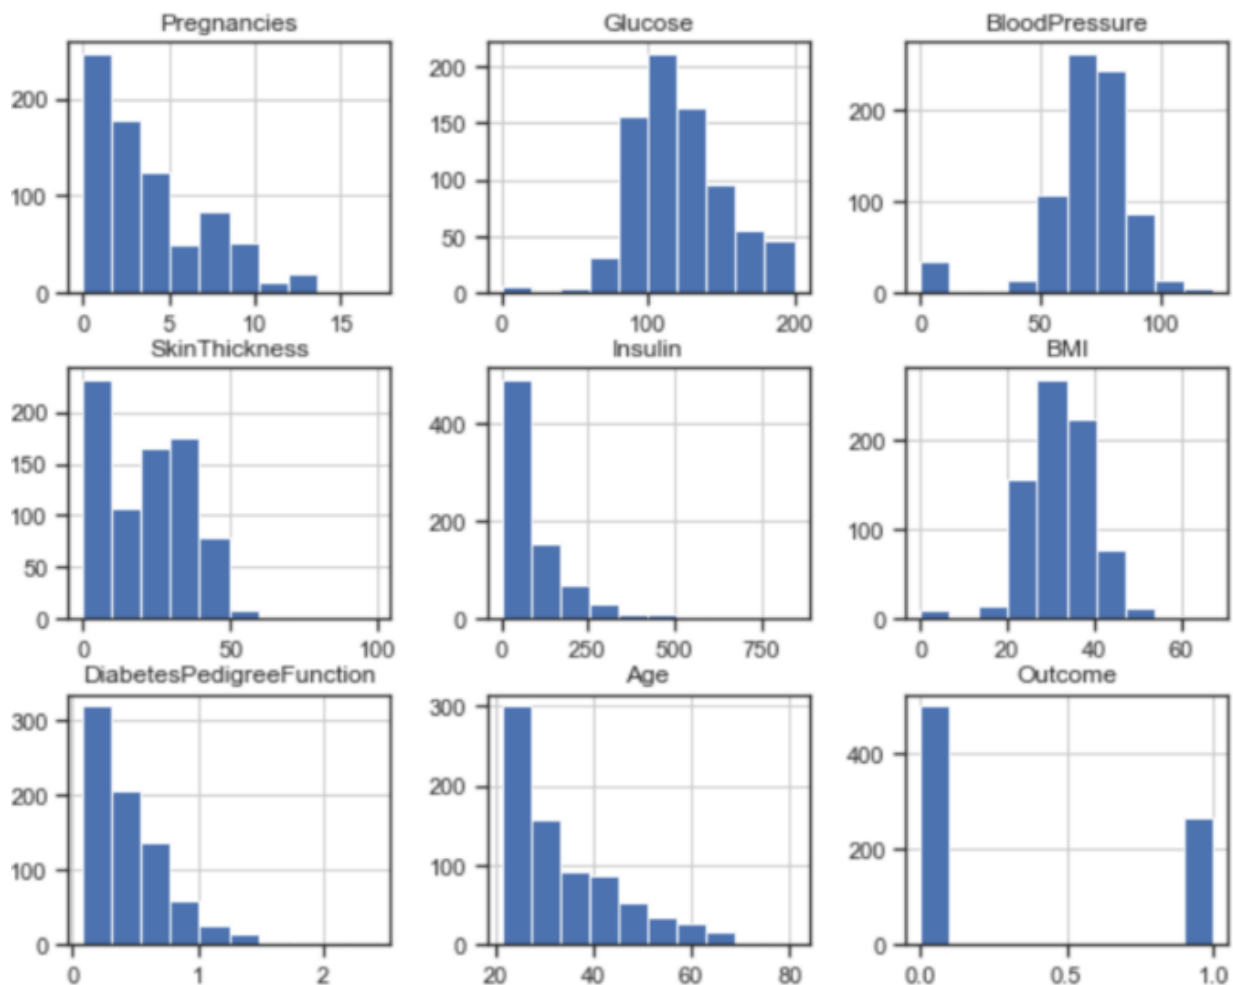 Pregnancies Glucose BloodPressure
200 200 200
150
100 100 100
50
0 0 0
0 5 10 15 0 100 200 0 50 100
SkinThickness Insulin BMI
200 400 200
150
100 200 100
50
0 0 0
0 50 100 0 250 500 750 0 20 40 60
DiabetesPedigreeFunction Age Outcome
300 300 400
200 200 200
100 100
0 0 0
0 1 2 20 40 60 80 0.0 0.5 1.0